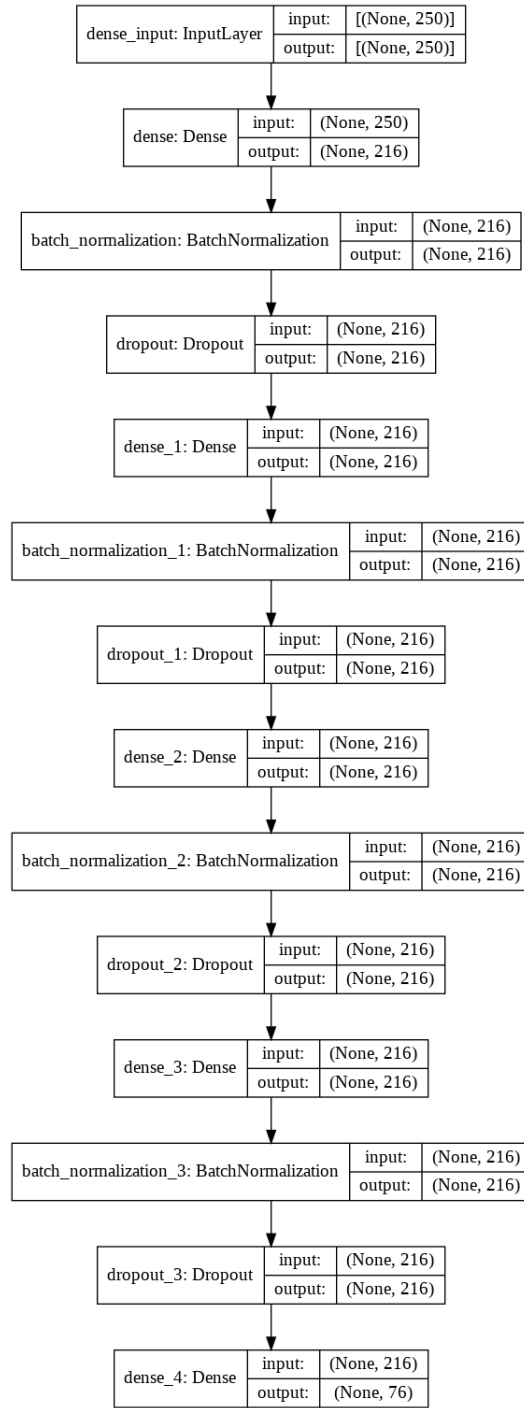 dense_input: InputLayer
input: [(None, 250)]
output: [(None, 250)]
dense: Dense
input: (None, 250)
output: (None, 216)
batch_normalization: BatchNormalization
input: (None, 216)
output: (None, 216)
dropout: Dropout
input: (None, 216)
output: (None, 216)
dense_1: Dense
input: (None, 216)
output: (None, 216)
batch_normalization_1: BatchNormalization
input: (None, 216)
output: (None, 216)
dropout_1: Dropout
input: (None, 216)
output: (None, 216)
dense_2: Dense
input: (None, 216)
output: (None, 216)
batch_normalization_2: BatchNormalization
input: (None, 216)
output: (None, 216)
dropout_2: Dropout
input: (None, 216)
output: (None, 216)
dense_3: Dense
input: (None, 216)
output: (None, 216)
batch_normalization_3: BatchNormalization
input: (None, 216)
output: (None, 216)
dropout_3: Dropout
input: (None, 216)
output: (None, 216)
dense_4: Dense
input: (None, 216)
output: (None, 76)